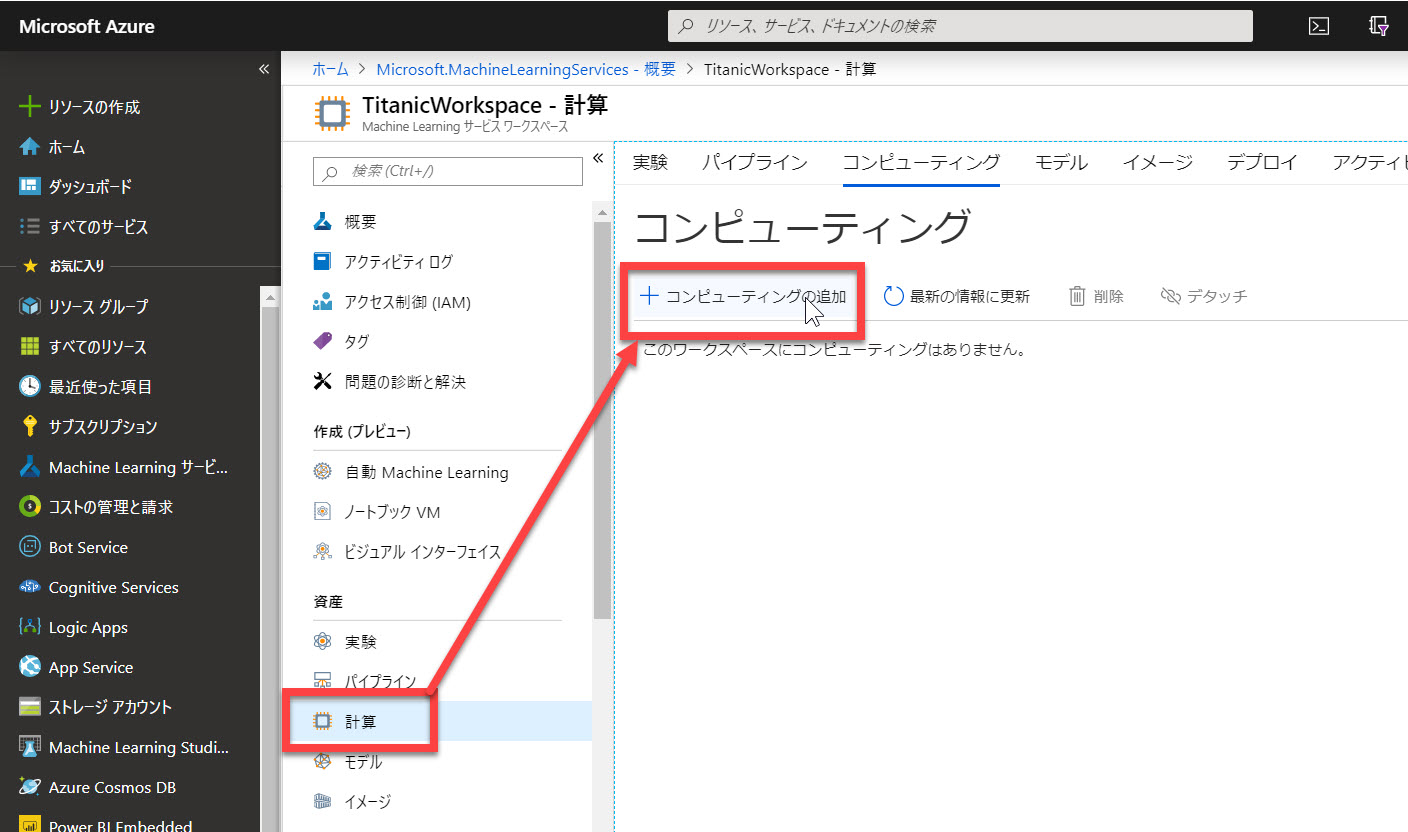 Microsoft Azure
リソース、サービス、ドキュメントの検索
«
リソースの作成
ホーム
ダッシュボード
すべてのサービス
お気に入り
リソース グループ
すべてのリソース
最近使った項目
サブスクリプション
Machine Learning サービ...
コストの管理と請求
Bot Service
Cognitive Services
Logic Apps
App Service
ストレージ アカウント
Machine Learning Studi...
Azure Cosmos DB
Power BI Embedded
ホーム > Microsoft.MachineLearningServices - 概要 > TitanicWorkspace - 計算
TitanicWorkspace - 計算
Machine Learning サービス ワークスペース
検索 (Ctrl+/)
«
概要
アクティビティ ログ
アクセス制御 (IAM)
タグ
問題の診断と解決
作成 (プレビュー)
自動 Machine Learning
ノートブック VM
ビジュアル インターフェイス
資産
実験
パイプライン
計算
モデル
イメージ
実験 パイプライン コンピューティング モデル イメージ デプロイ アクティビ
コンピューティング
+ コンピューティングの追加 最新の情報に更新 削除 デタッチ
このワークスペースにコンピューティングはありません。